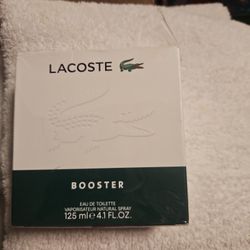 LACOSTE
BOOSTER
EAU DE TOILETTE
VAPORISATEUR NATURAL SPRAY
125 ml e 4.1 FL.OZ.